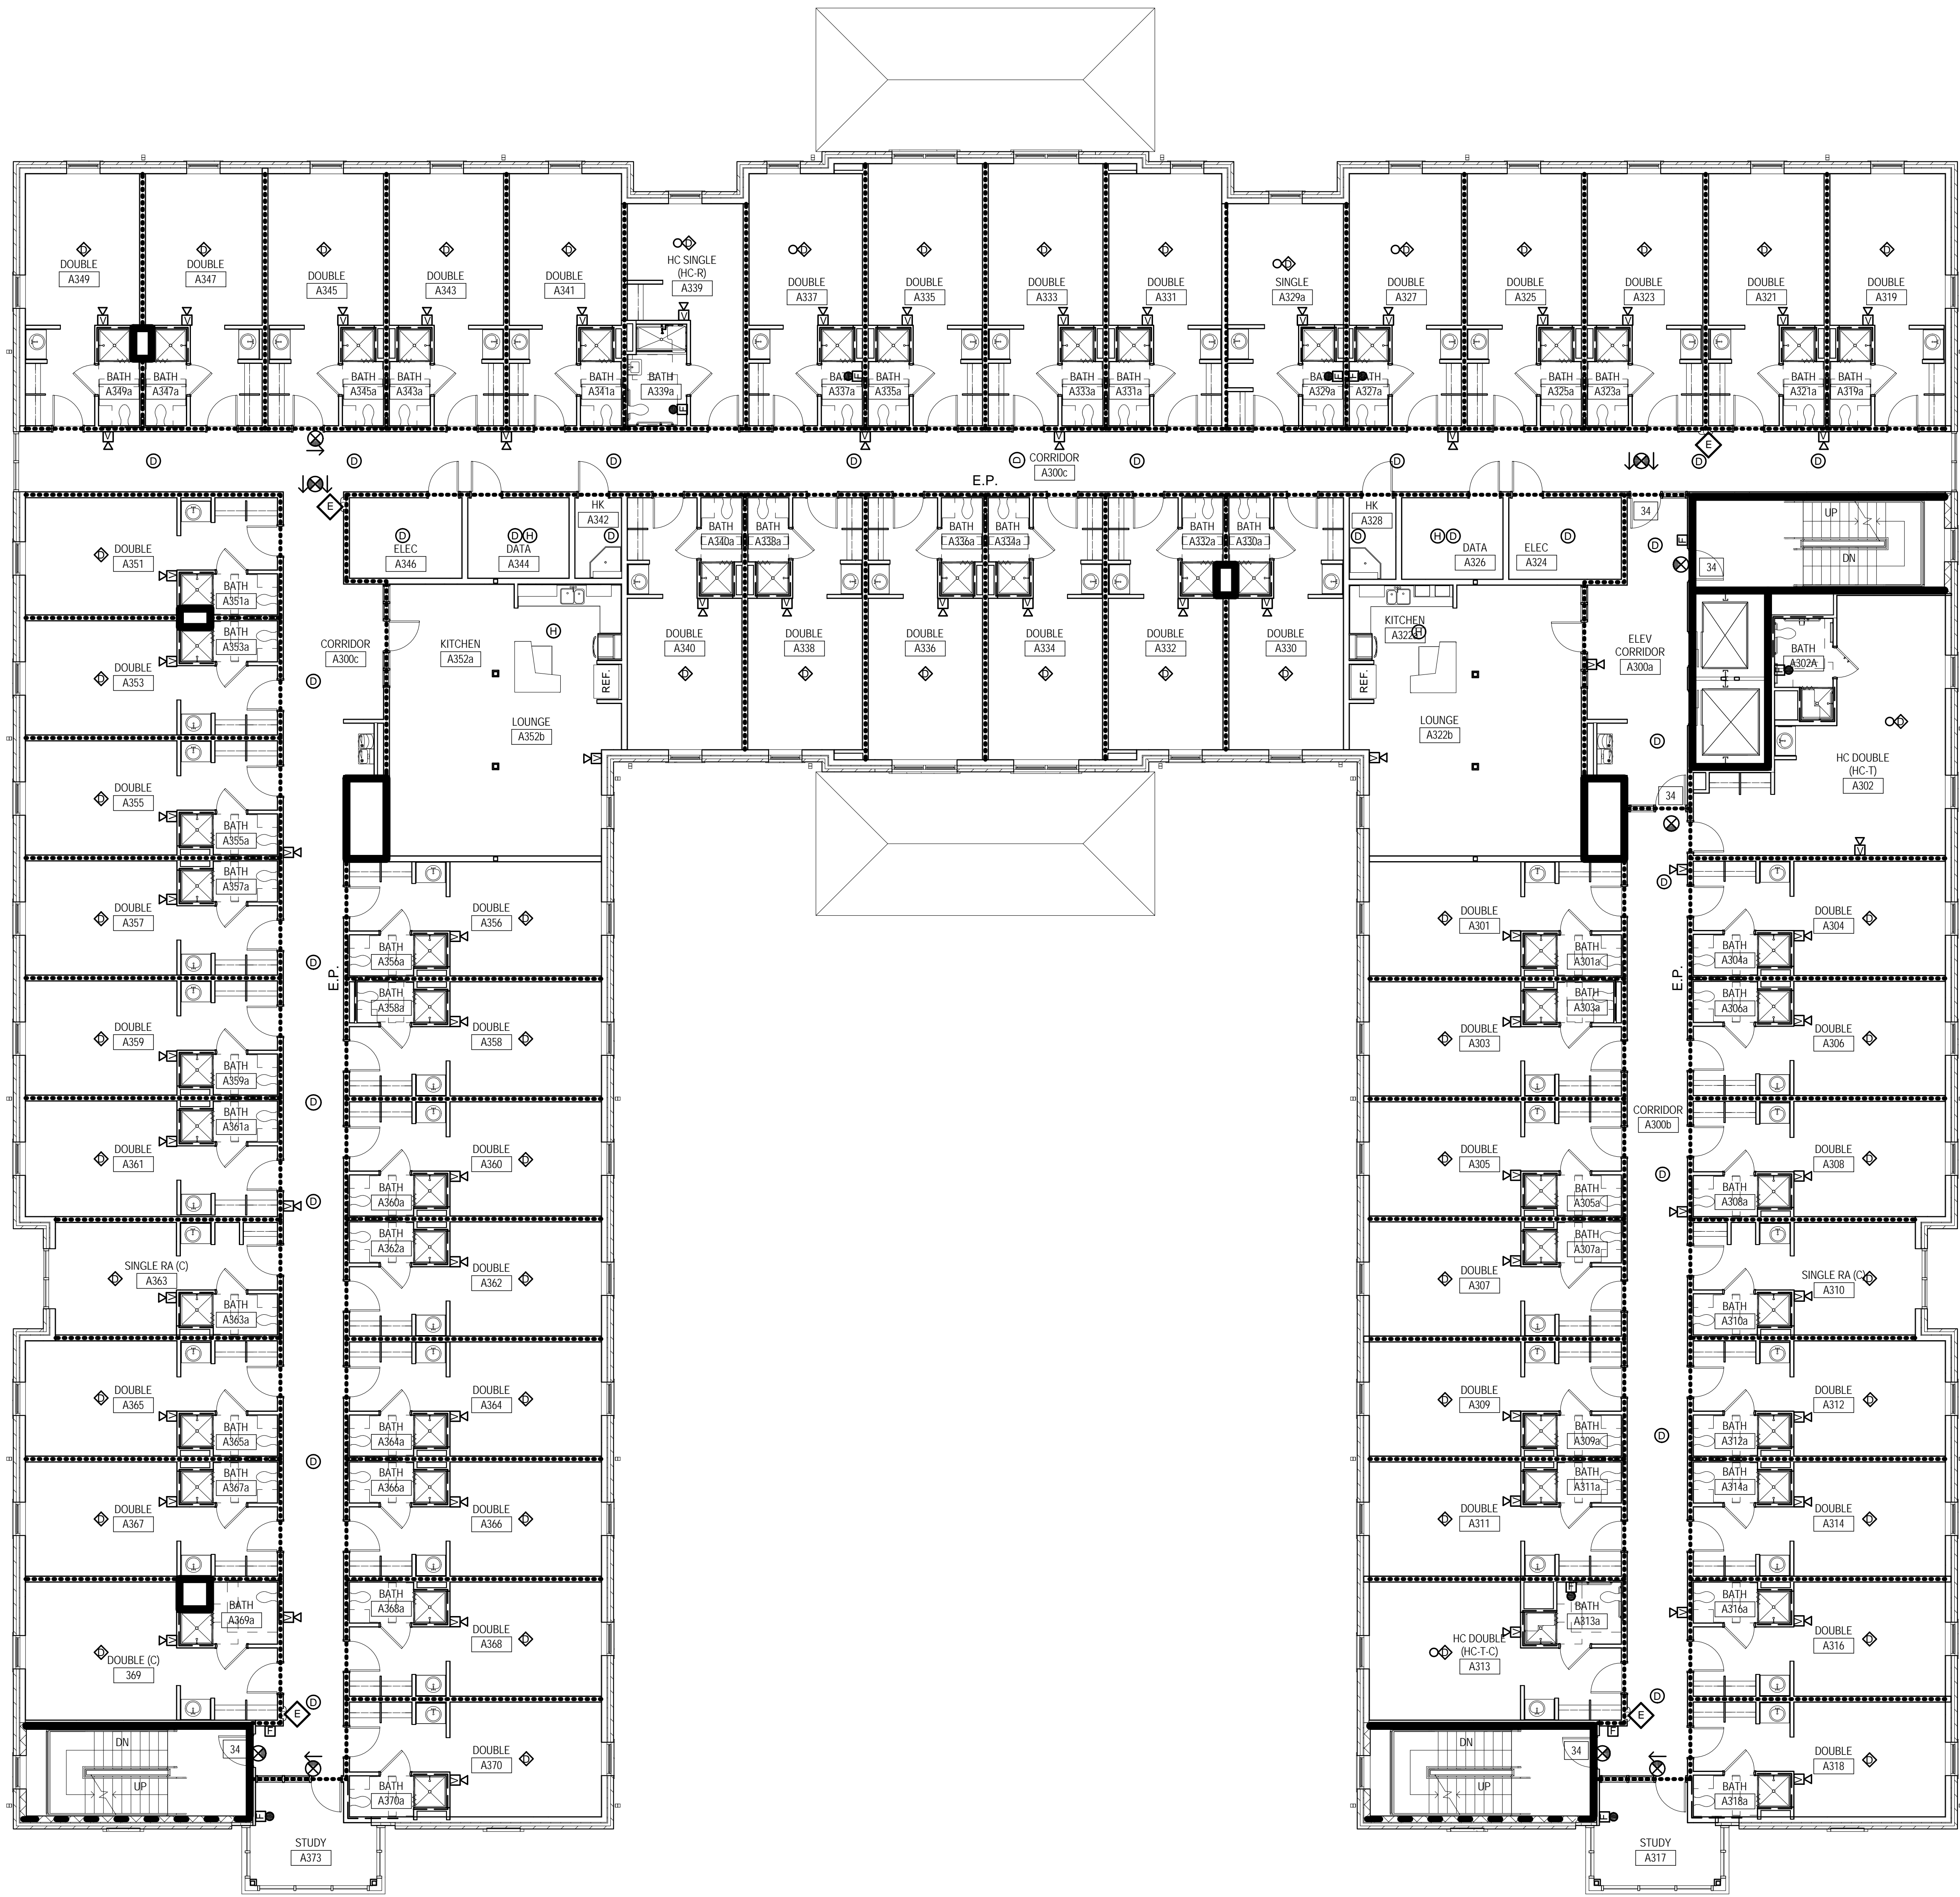 DOUBLE
A349
DOUBLE
A347
DOUBLE
A345
DOUBLE
A343
DOUBLE
A341
HC SINGLE
(HC-R)
A339
DOUBLE
A337
DOUBLE
A335
DOUBLE
A333
DOUBLE
A331
SINGLE
A329a
DOUBLE
A327
DOUBLE
A325
DOUBLE
A323
DOUBLE
A321
DOUBLE
A319
BATH
A349a
BATH
A347a
BATH
A345a
BATH
A343a
BATH
A341a
BATH
A339a
BATH
A337a
BATH
A335a
BATH
A333a
BATH
A331a
BATH
A329a
BATH
A327a
BATH
A325a
BATH
A323a
BATH
A321a
BATH
A319a
CORRIDOR
A300c
E.P.
ELEC
A346
DATA
A344
HK
A342
BATH
A340a
BATH
A338a
BATH
A336a
BATH
A334a
BATH
A332a
BATH
A330a
HK
A328
DATA
A326
ELEC
A324
34
34
UP
DN
DOUBLE
A351
BATH
A351a
BATH
A353a
DOUBLE
A353
CORRIDOR
A300c
KITCHEN
A352a
REF.
LOUNGE
A352b
DOUBLE
A340
DOUBLE
A338
DOUBLE
A336
DOUBLE
A334
DOUBLE
A332
DOUBLE
A330
KITCHEN
A322a
REF.
LOUNGE
A322b
ELEV
CORRIDOR
A300a
BATH
A302A
HC DOUBLE
(HC-T)
A302
34
DOUBLE
A355
BATH
A355a
BATH
A357a
DOUBLE
A357
E.P.
DOUBLE
A356
BATH
A356a
BATH
A358a
DOUBLE
A358
DOUBLE
A359
BATH
A359a
BATH
A361a
DOUBLE
A361
DOUBLE
A360
BATH
A360a
BATH
A362a
DOUBLE
A362
SINGLE RA (C)
A363
BATH
A363a
DOUBLE
A365
BATH
A365a
BATH
A367a
DOUBLE
A367
DOUBLE
A364
BATH
A364a
BATH
A366a
DOUBLE
A366
BATH
A369a
DOUBLE (C)
369
BATH
A368a
DOUBLE
A368
DOUBLE
A370
BATH
A370a
34
DN
UP
STUDY
A373
DOUBLE
A301
BATH
A301a
BATH
A303a
DOUBLE
A303
E.P.
DOUBLE
A304
BATH
A304a
BATH
A306a
DOUBLE
A306
CORRIDOR
A300b
DOUBLE
A305
BATH
A305a
BATH
A307a
DOUBLE
A307
DOUBLE
A308
BATH
A308a
SINGLE RA (C)
A310
BATH
A310a
DOUBLE
A309
BATH
A309a
BATH
A311a
DOUBLE
A311
DOUBLE
A312
BATH
A312a
BATH
A314a
DOUBLE
A314
BATH
A313a
HC DOUBLE
(HC-T-C)
A313
BATH
A316a
DOUBLE
A316
DOUBLE
A318
BATH
A318a
34
DN
UP
STUDY
A317